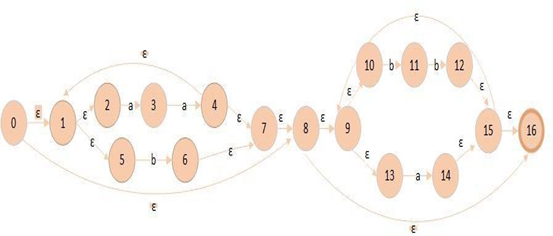 ε
ε
10 b 11 b 12
ε ε
2 a 3 a 4
ε ε
0 ε 1 7 ε 8 ε 9 15 ε 16
ε ε ε ε
5 b 6
13 a 14
ε
ε